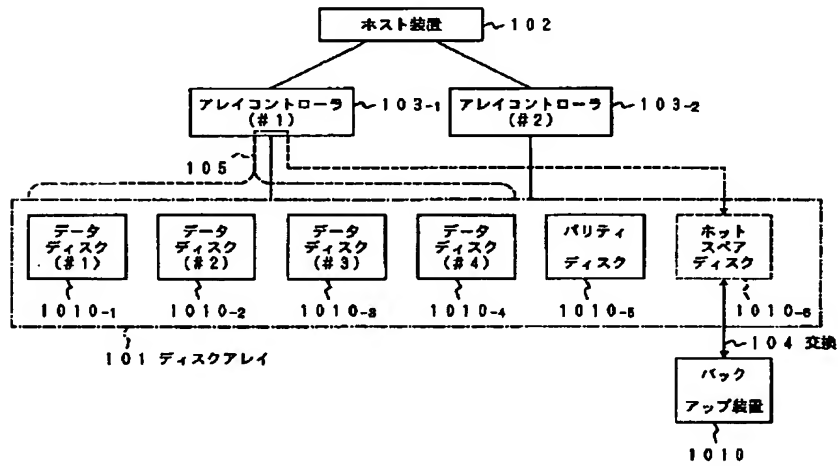 ホスト装置
102
アレイコントローラ
(#1)
103-1
アレイコントローラ
(#2)
103-2
105
データ
ディスク
(#1)
データ
ディスク
(#2)
データ
ディスク
(#3)
データ
ディスク
(#4)
パリティ
ディスク
ホット
スペア
ディスク
1010-1
1010-2
1010-3
1010-4
1010-5
1010-6
101 ディスクアレイ
104 交換
バック
アップ装置
1010